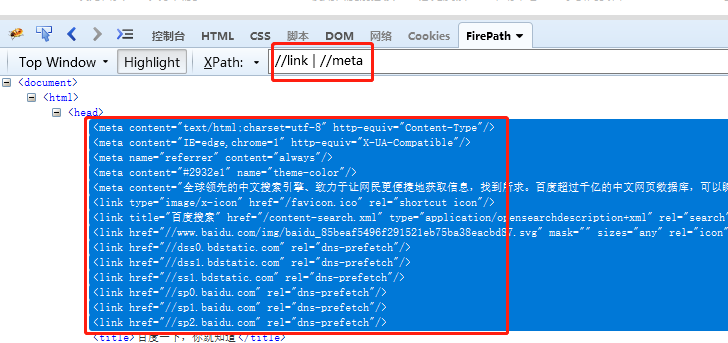 控制台 HTML CSS 脚本 DOM 网络 Cookies FirePath
Top Window Highlight XPath: //link | //meta
<document>
<html>
<head>
<meta content="text/html;charset=utf-8" http-equiv="Content-Type"/>
<meta content="IE=edge,chrome=1" http-equiv="X-UA-Compatible"/>
<meta name="referrer" content="always"/>
<meta content="#2932e1" name="theme-color"/>
<meta content="全球领先的中文搜索引擎、致力于让网民更便捷地获取信息，找到所求。百度超过千亿的中文网页数据库，可以
<link type="image/x-icon" href="/favicon.ico" rel="shortcut icon"/>
<link title="百度搜索" href="/content-search.xml" type="application/opensearchdescription+xml" rel="search"
<link href="//www.baidu.com/img/baidu_85beaf5496f291521eb75ba38eacbd87.svg" mask="" sizes="any" rel="icon"
<link href="//dss0.bdstatic.com" rel="dns-prefetch"/>
<link href="//dss1.bdstatic.com" rel="dns-prefetch"/>
<link href="//ss1.bdstatic.com" rel="dns-prefetch"/>
<link href="//sp0.baidu.com" rel="dns-prefetch"/>
<link href="//sp1.baidu.com" rel="dns-prefetch"/>
<link href="//sp2.baidu.com" rel="dns-prefetch"/>
<title>百度一下，你就知道</title>